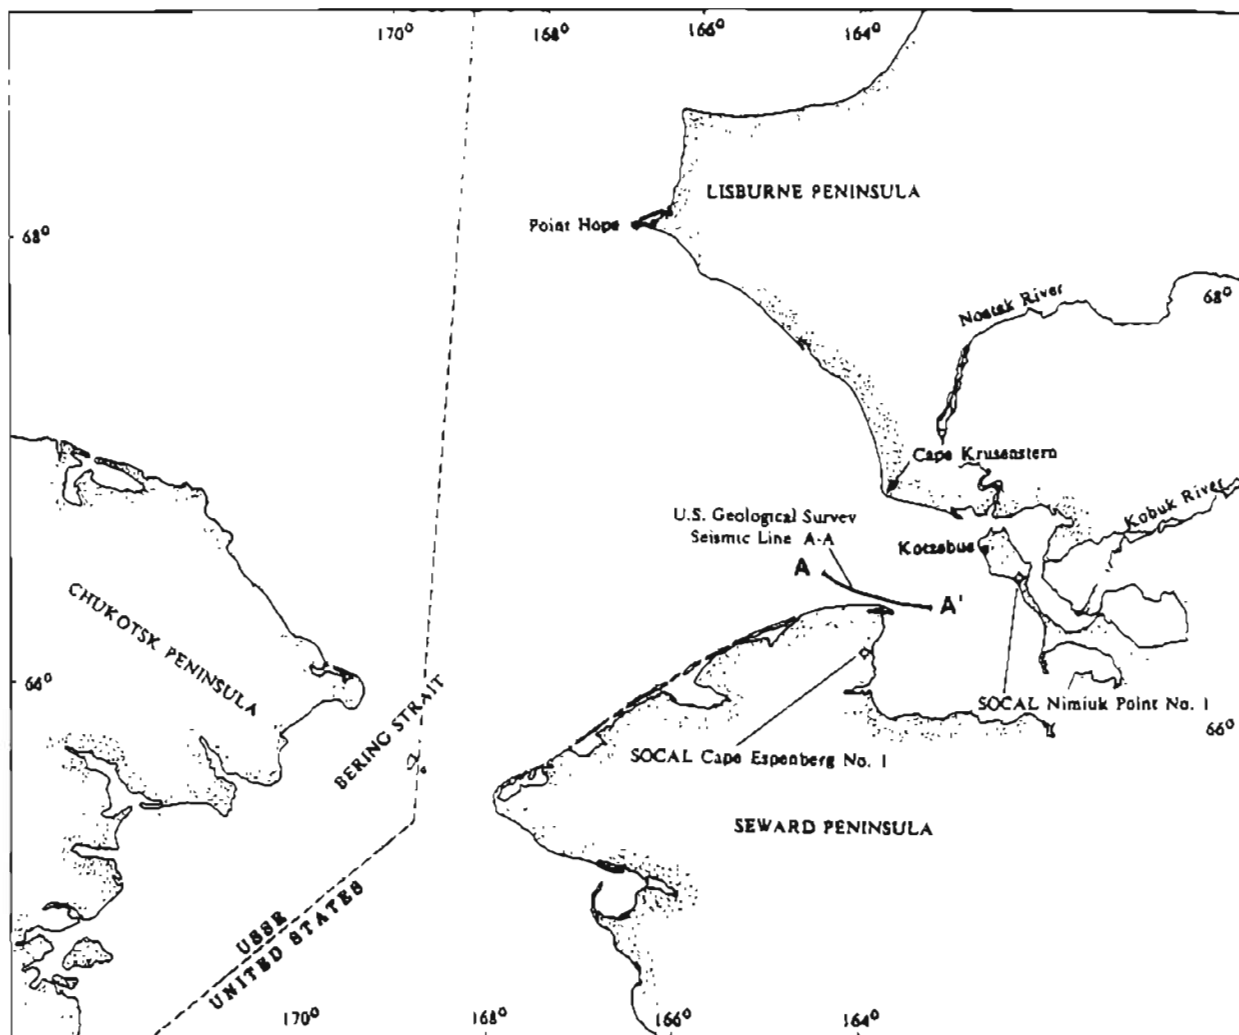 170°
168°
166°
164°
LISBURNE PENINSULA
Point Hope
68°
68°
Noatak River
Cape Krusenstern
Kobuk River
U.S. Geological Survey
Seismic Line A-A
Kotzebue
A
A'
CHUKOTSK PENINSULA
66°
SOCAL Nimiuk Point No. 1
66°
BERING STRAIT
SOCAL Cape Espenberg No. 1
SEWARD PENINSULA
USSR
UNITED STATES
170°
168°
166°
164°